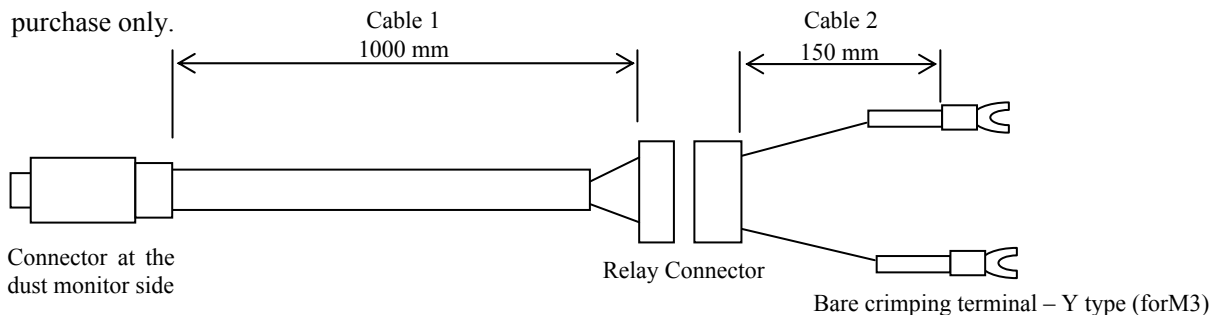 purchase only.
Cable 1
1000 mm
Cable 2
150 mm
Connector at the
dust monitor side
Relay Connector
Bare crimping terminal – Y type (forM3)